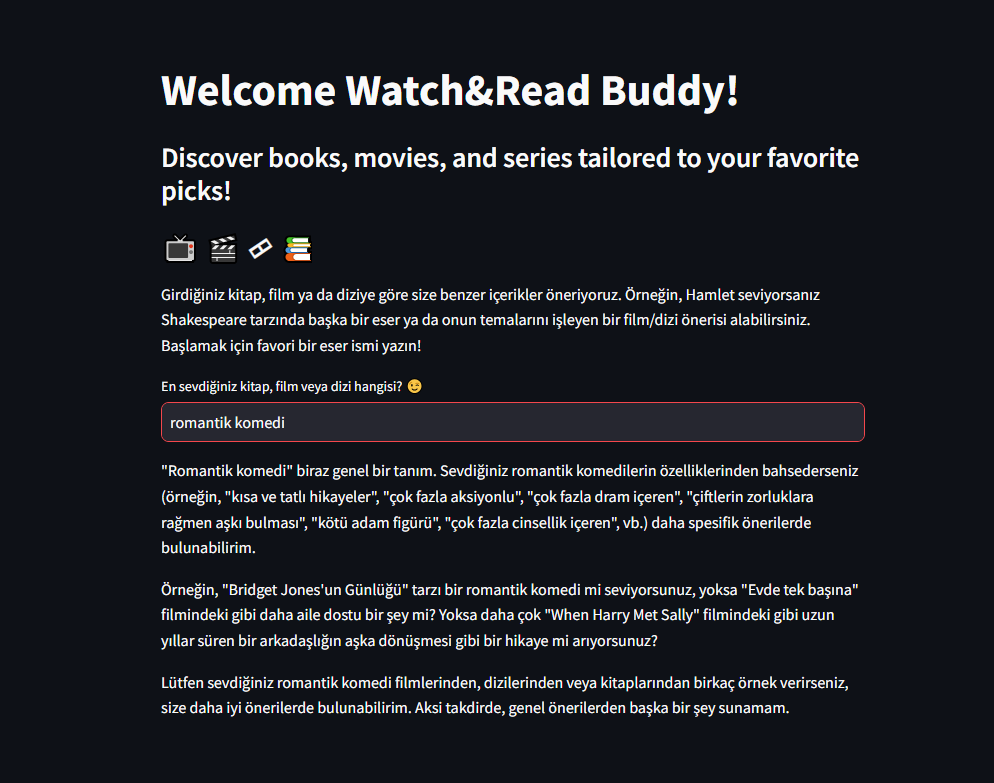 Welcome Watch&Read Buddy!
Discover books, movies, and series tailored to your favorite
picks!
Girdiğiniz kitap, film ya da diziye göre size benzer içerikler öneriyoruz. Örneğin, Hamlet seviyorsanız
Shakespeare tarzında başka bir eser ya da onun temalarını işleyen bir film/dizi önerisi alabilirsiniz.
Başlamak için favori bir eser ismi yazın!
En sevdiğiniz kitap, film veya dizi hangisi? 😉
romantik komedi
"Romantik komedi" biraz genel bir tanım. Sevdiğiniz romantik komedilerin özelliklerinden bahsederseniz
(örneğin, "kısa ve tatlı hikayeler", "çok fazla aksiyonlu", "çok fazla dram içeren", "çiftlerin zorluklara
rağmen aşkı bulması", "kötü adam figürü", "çok fazla cinsellik içeren", vb.) daha spesifik önerilerde
bulunabilirim.
Örneğin, "Bridget Jones'un Günlüğü" tarzı bir romantik komedi mi seviyorsunuz, yoksa "Evde tek başına"
filmindeki gibi daha aile dostu bir şey mi? Yoksa daha çok "When Harry Met Sally" filmindeki gibi uzun
yıllar süren bir arkadaşlığın aşka dönüşmesi gibi bir hikaye mi arıyorsunuz?
Lütfen sevdiğiniz romantik komedi filmlerinden, dizilerinden veya kitaplarından birkaç örnek verirseniz,
size daha iyi önerilerde bulunabilirim. Aksi takdirde, genel önerilerden başka bir şey sunamam.